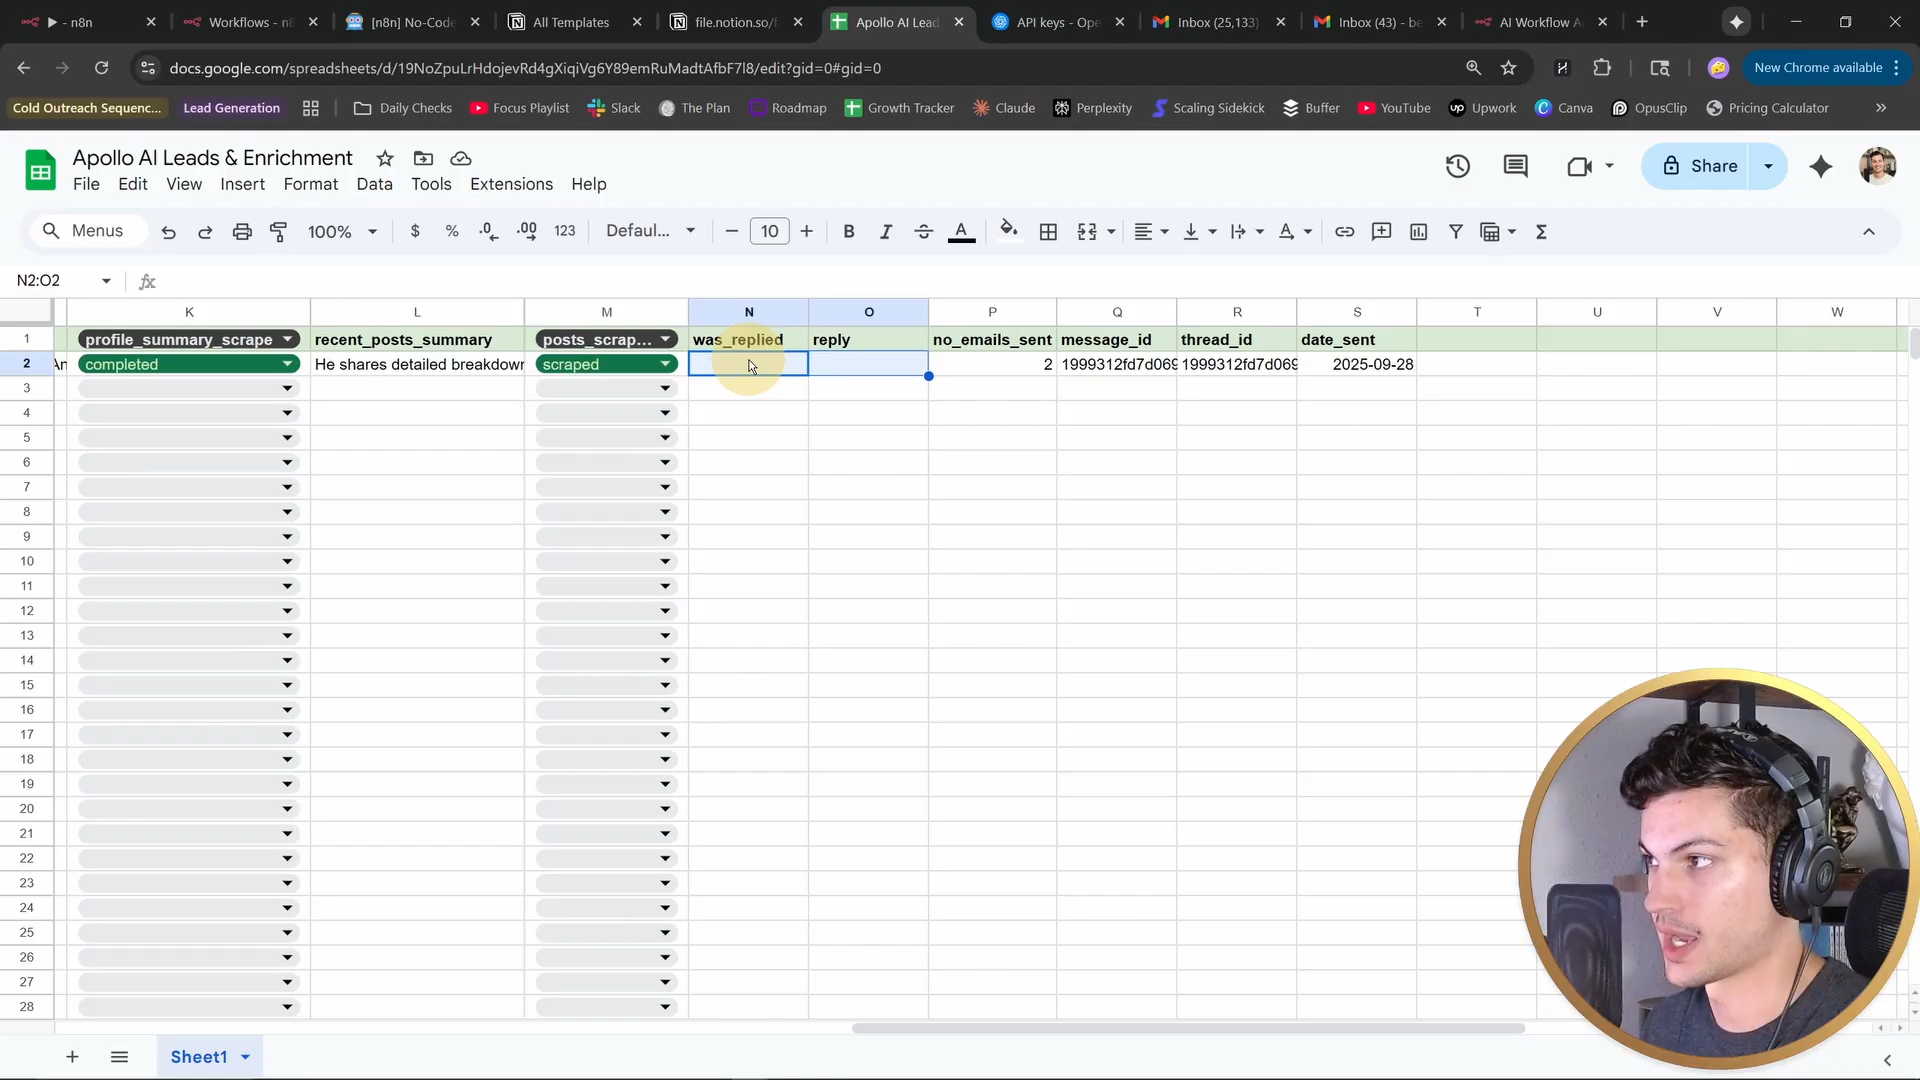 ▶ - n8n
Workflows - n8
[n8n] No-Code
All Templates
file.notion.so/f
Apollo AI Lead
API keys - Ope
Inbox (25,133)
Inbox (43) - be
AI Workflow A
docs.google.com/spreadsheets/d/19NoZpuLrHdojevRd4gXiqiVg6Y89emRuMadtAfbF7l8/edit?gid=0#gid=0
New Chrome available
Cold Outreach Sequenc...
Lead Generation
Daily Checks
Focus Playlist
Slack
The Plan
Roadmap
Growth Tracker
Claude
Perplexity
Scaling Sidekick
Buffer
YouTube
Upwork
Canva
OpusClip
Pricing Calculator
Apollo AI Leads & Enrichment
File Edit View Insert Format Data Tools Extensions Help
Share
Menus
100%
$ % .0 .00 123
Defaul...
10
B I A
N2:O2
fx
K L M N O P Q R S T U V W
1 profile_summary_scrape recent_posts_summary posts_scrap... was_replied reply no_emails_sent message_id thread_id date_sent
2 An completed He shares detailed breakdown scraped 2 1999312fd7d069 1999312fd7d069 2025-09-28
3
4
5
6
7
8
9
10
11
12
13
14
15
16
17
18
19
20
21
22
23
24
25
26
27
28
Sheet1